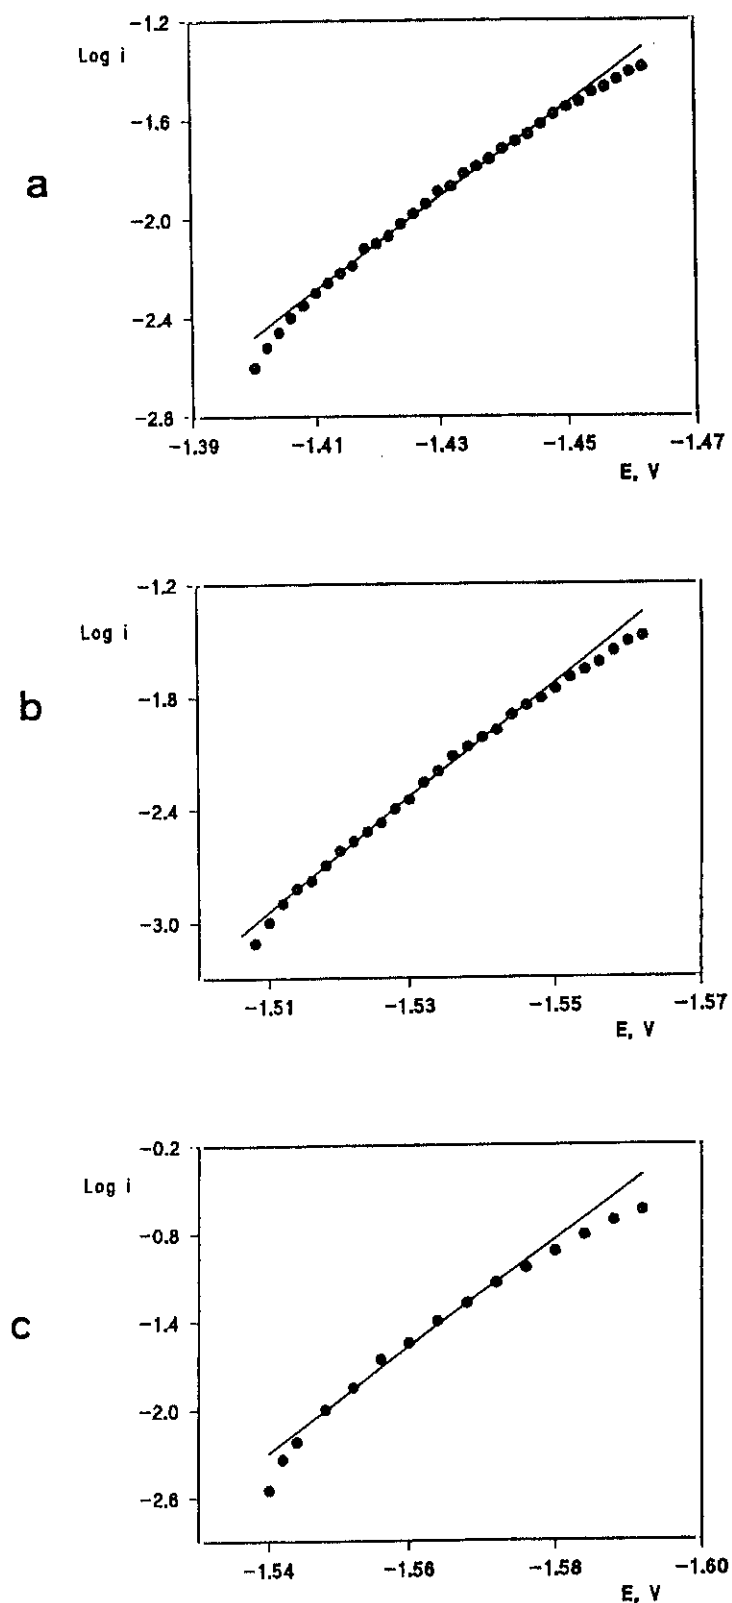 a
Log i
−1.2
−1.6
−2.0
−2.4
−2.8
−1.39 −1.41 −1.43 −1.45 −1.47
E, V
b
Log i
−1.2
−1.8
−2.4
−3.0
−1.51 −1.53 −1.55 −1.57
E, V
c
Log i
−0.2
−0.8
−1.4
−2.0
−2.6
−1.54 −1.56 −1.58 −1.60
E, V